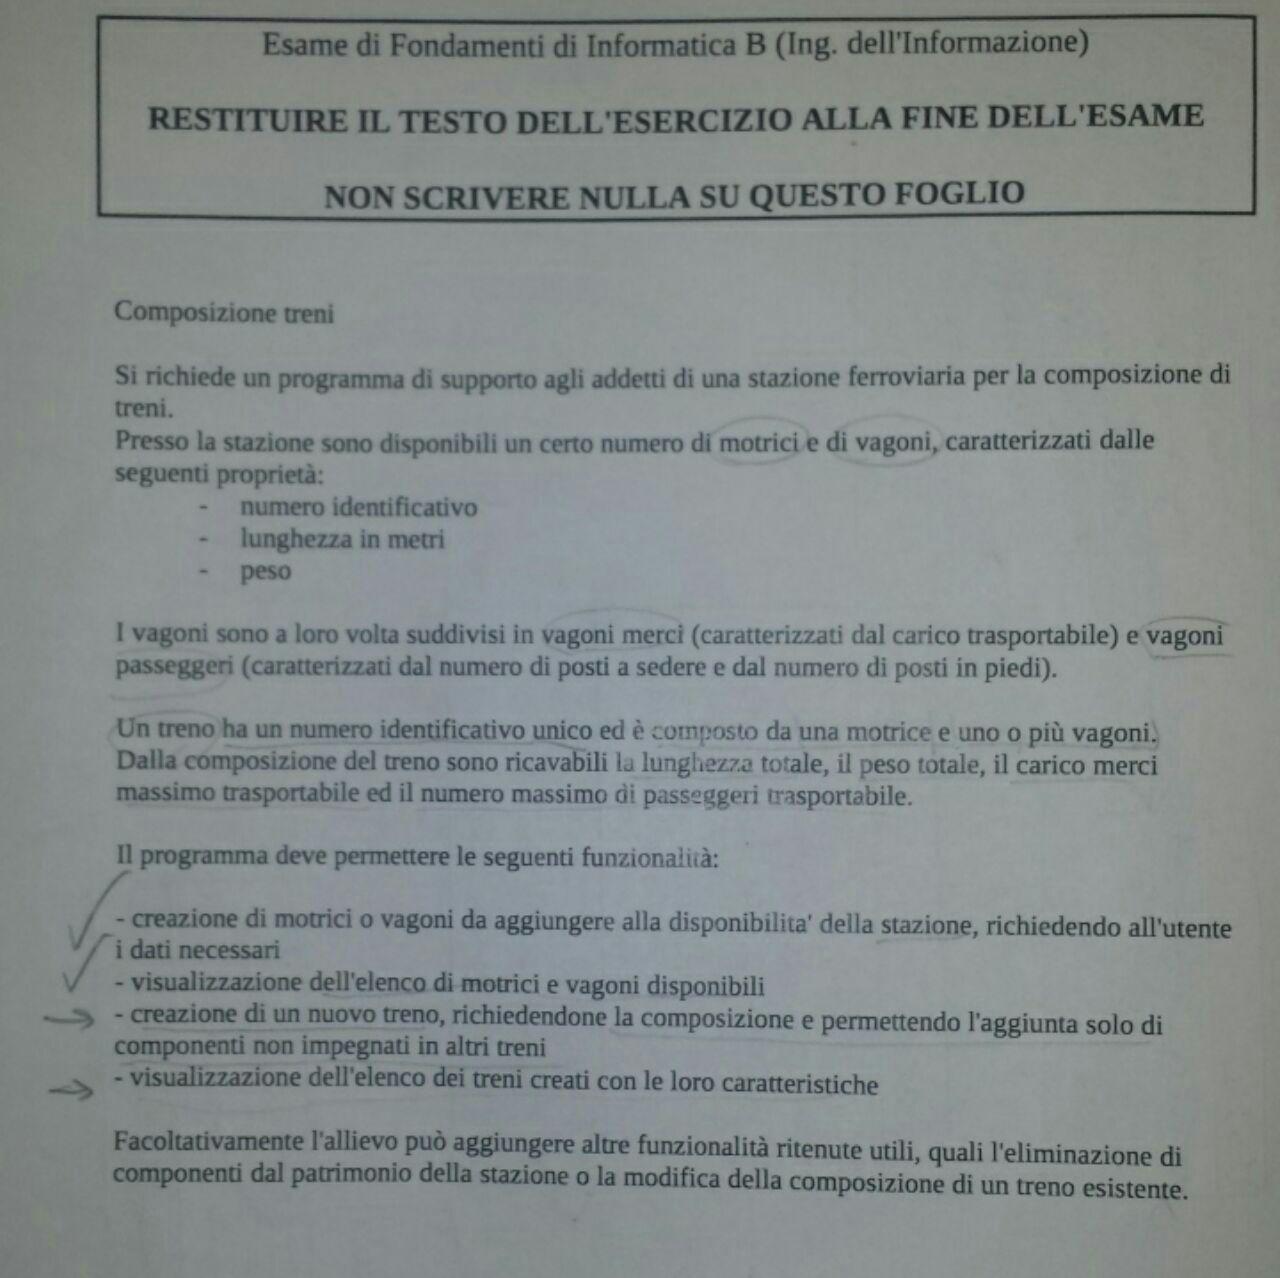 Esame di Fondamenti di Informatica B (Ing. dell'Informazione)
RESTITUIRE IL TESTO DELL'ESERCIZIO ALLA FINE DELL'ESAME
NON SCRIVERE NULLA SU QUESTO FOGLIO
Composizione treni
Si richiede un programma di supporto agli addetti di una stazione ferroviaria per la composizione di
treni.
Presso la stazione sono disponibili un certo numero di motrici e di vagoni, caratterizzati dalle
seguenti proprietà:
- numero identificativo
- lunghezza in metri
- peso
I vagoni sono a loro volta suddivisi in vagoni merci (caratterizzati dal carico trasportabile) e vagoni
passeggeri (caratterizzati dal numero di posti a sedere e dal numero di posti in piedi).
Un treno ha un numero identificativo unico ed è composto da una motrice e uno o più vagoni.
Dalla composizione del treno sono ricavabili la lunghezza totale, il peso totale, il carico merci
massimo trasportabile ed il numero massimo di passeggeri trasportabile.
Il programma deve permettere le seguenti funzionalità:
- creazione di motrici o vagoni da aggiungere alla disponibilita' della stazione, richiedendo all'utente
i dati necessari
- visualizzazione dell'elenco di motrici e vagoni disponibili
- creazione di un nuovo treno, richiedendone la composizione e permettendo l'aggiunta solo di
componenti non impegnati in altri treni
- visualizzazione dell'elenco dei treni creati con le loro caratteristiche
Facoltativamente l'allievo può aggiungere altre funzionalità ritenute utili, quali l'eliminazione di
componenti dal patrimonio della stazione o la modifica della composizione di un treno esistente.